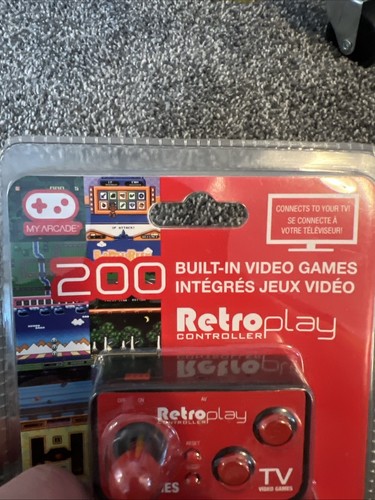 MY ARCADE
CONNECTS TO YOUR TV!
SE CONNECTE À
VOTRE TÉLÉVISEUR!
200
BUILT-IN VIDEO GAMES
INTÉGRÉS JEUX VIDÉO
Retroplay
CONTROLLER
Retroplay
CONTROLLER
TV
VIDEO GAMES